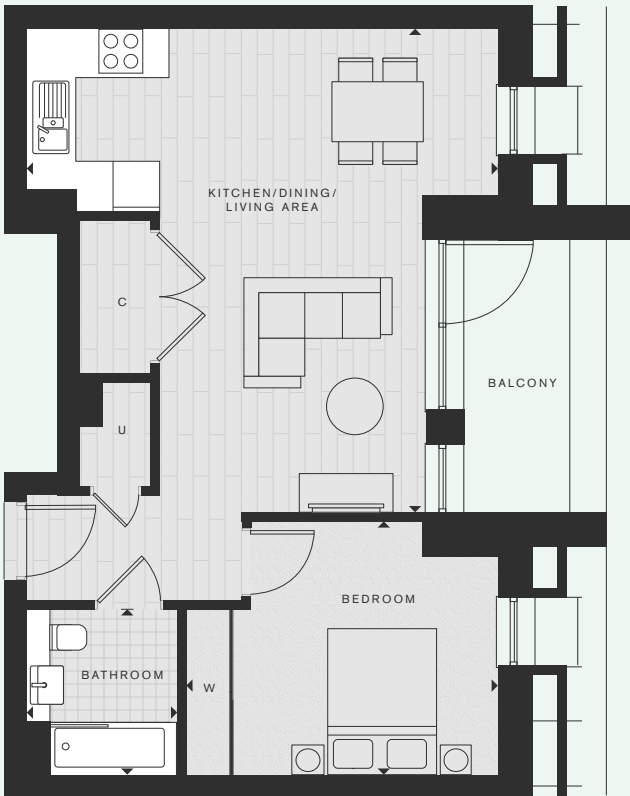 KITCHEN/DINING/
LIVING AREA
C
BALCONY
U
BEDROOM
BATHROOM
W